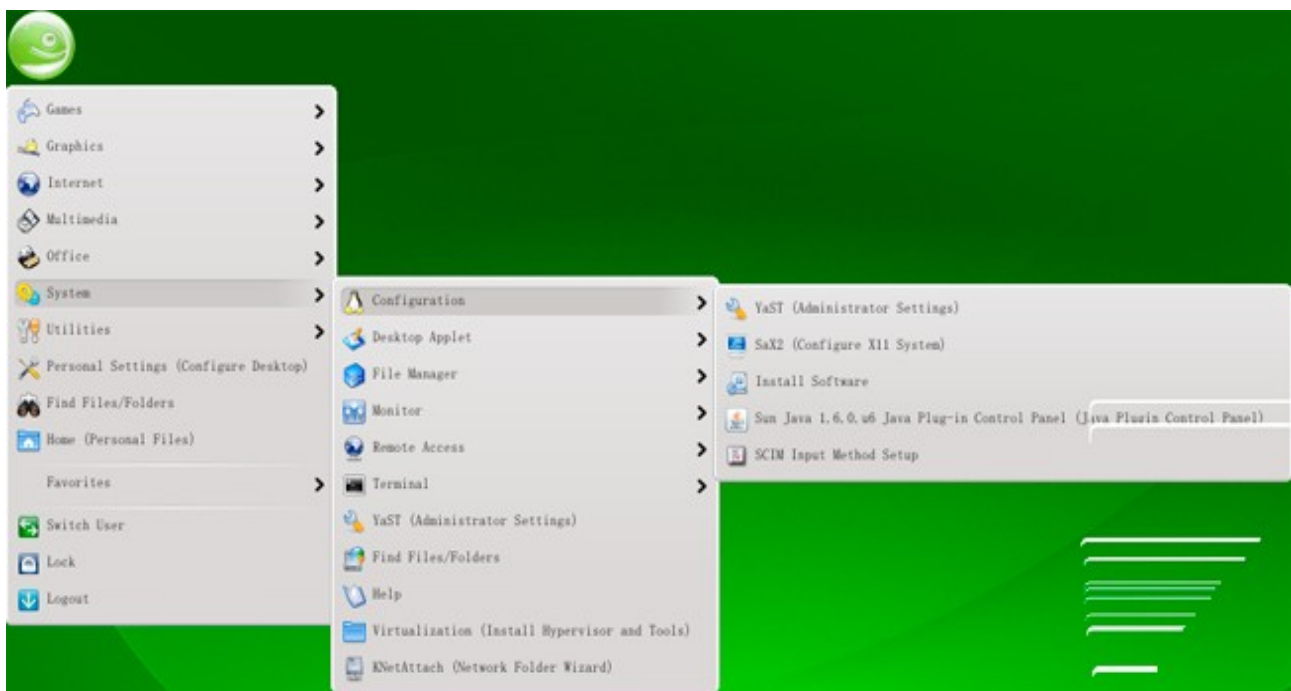 Games
Graphics
Internet
Multimedia
Office
System
Utilities
Personal Settings (Configure Desktop)
Find Files/Folders
Home (Personal Files)
Favorites
Switch User
Lock
Logout
Configuration
Desktop Applet
File Manager
Monitor
Remote Access
Terminal
YaST (Administrator Settings)
Find Files/Folders
Help
Virtualization (Install Hypervisor and Tools)
KNetAttach (Network Folder Wizard)
YaST (Administrator Settings)
SaX2 (Configure X11 System)
Install Software
Sun Java 1.6.0.u6 Java Plug-in Control Panel (Java Plugin Control Panel)
SCIM Input Method Setup